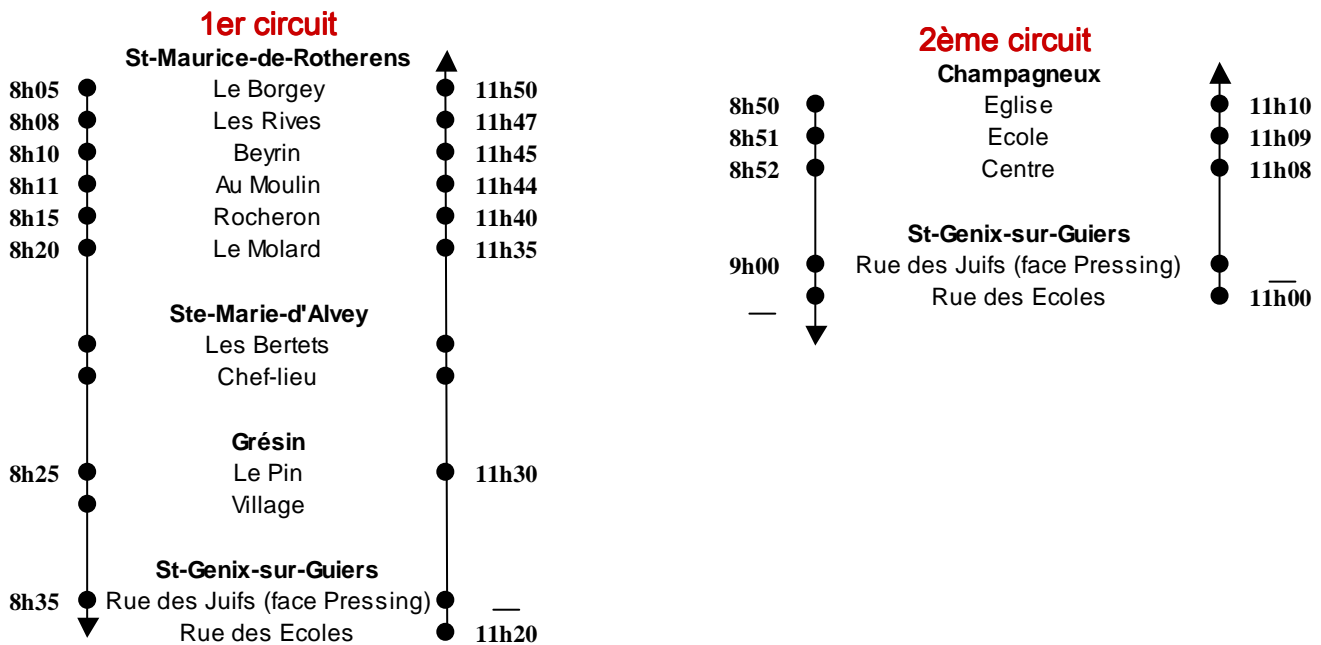 1er circuit
St-Maurice-de-Rotherens
8h05 Le Borgey 11h50
8h08 Les Rives 11h47
8h10 Beyrin 11h45
8h11 Au Moulin 11h44
8h15 Rocheron 11h40
8h20 Le Molard 11h35
Ste-Marie-d'Alvey
Les Bertets
Chef-lieu
Grésin
8h25 Le Pin 11h30
Village
St-Genix-sur-Guiers
8h35 Rue des Juifs (face Pressing) __
Rue des Ecoles 11h20
2ème circuit
Champagneux
8h50 Eglise 11h10
8h51 Ecole 11h09
8h52 Centre 11h08
St-Genix-sur-Guiers
9h00 Rue des Juifs (face Pressing) __
__ Rue des Ecoles 11h00